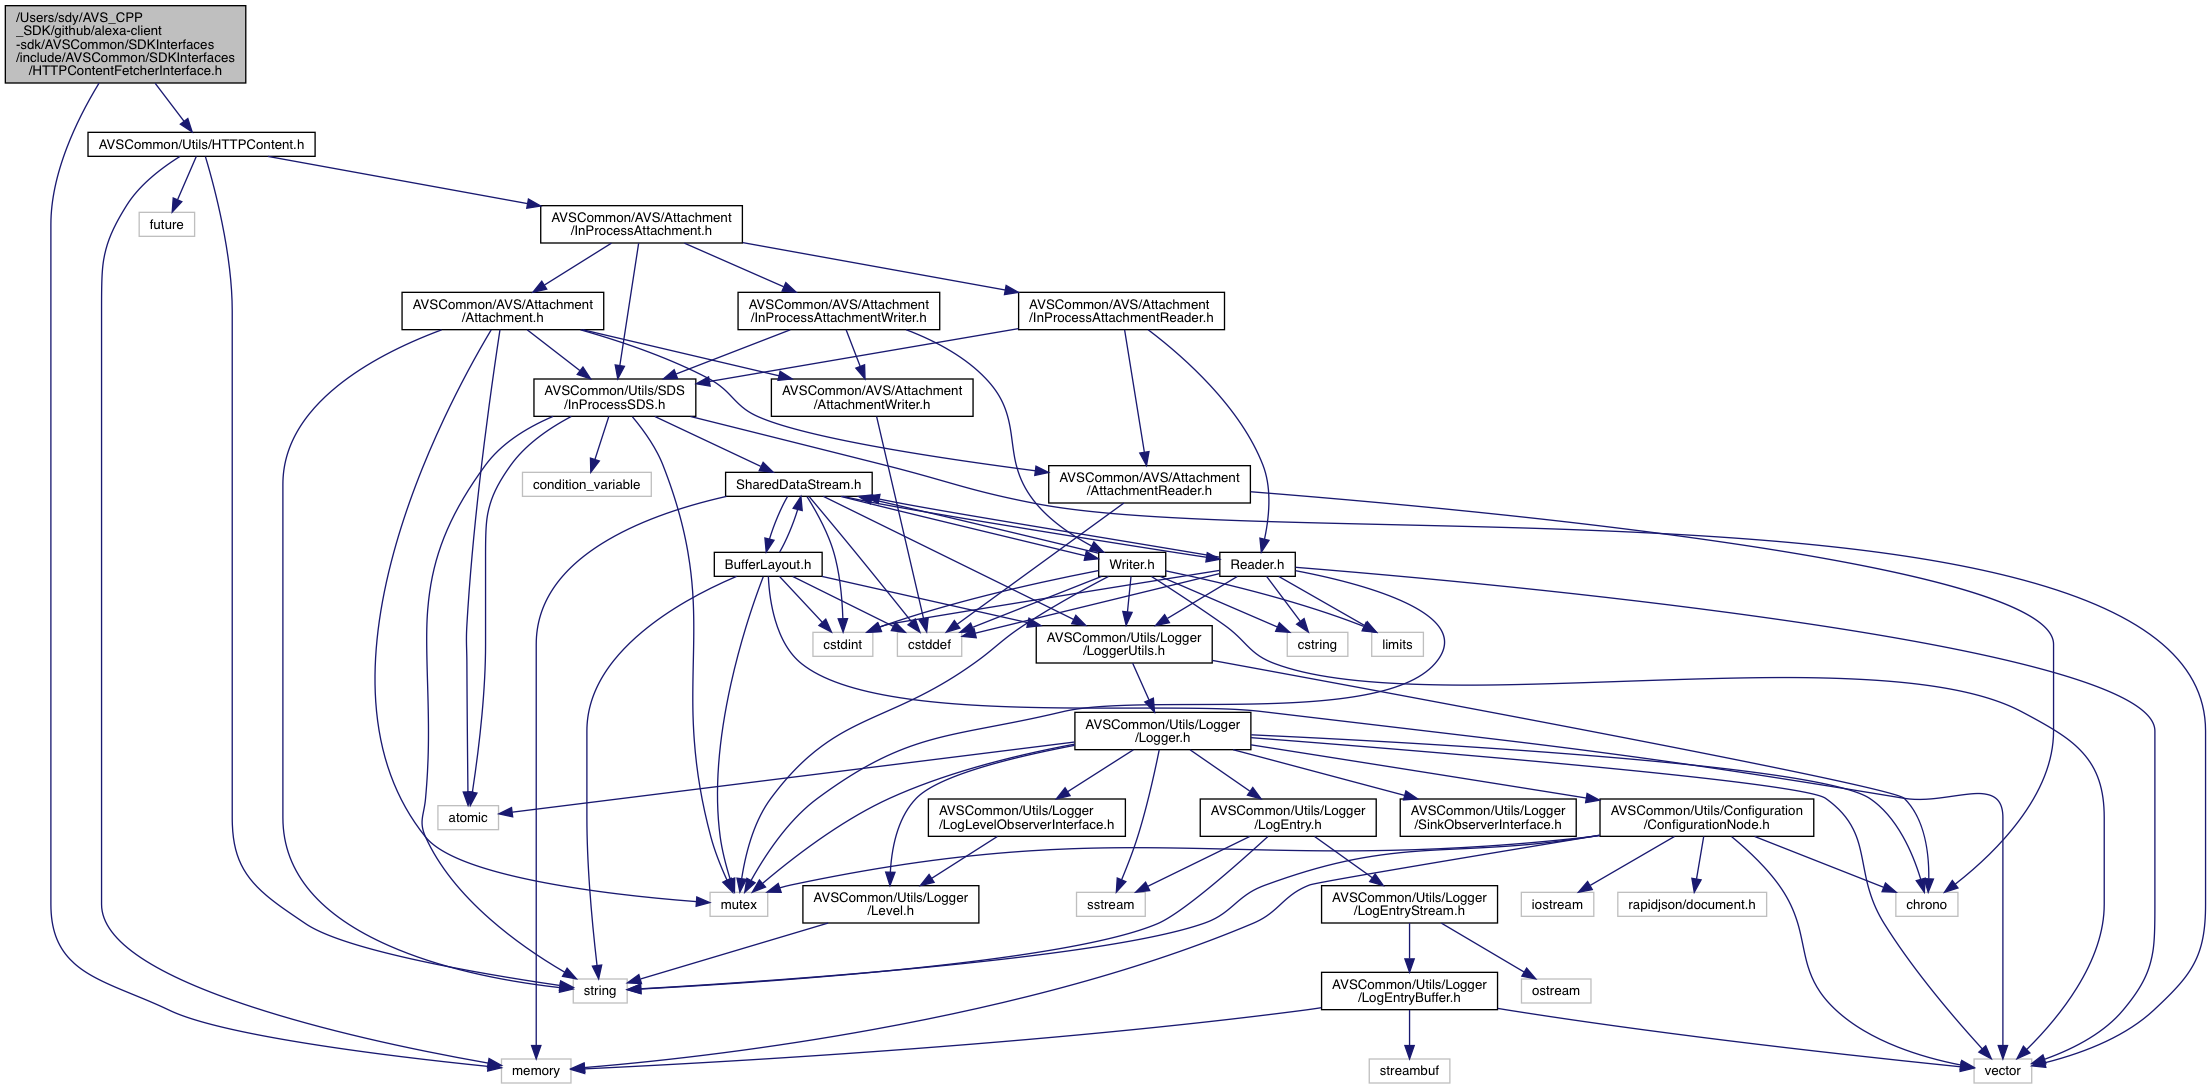 /Users/sdy/AVS_CPP
_SDK/github/alexa-client
-sdk/AVSCommon/SDKInterfaces
/include/AVSCommon/SDKInterfaces
/HTTPContentFetcherInterface.h
AVSCommon/Utils/HTTPContent.h
future
AVSCommon/AVS/Attachment
/InProcessAttachment.h
AVSCommon/AVS/Attachment
/Attachment.h
AVSCommon/AVS/Attachment
/InProcessAttachmentWriter.h
AVSCommon/AVS/Attachment
/InProcessAttachmentReader.h
AVSCommon/Utils/SDS
/InProcessSDS.h
AVSCommon/AVS/Attachment
/AttachmentWriter.h
condition_variable
SharedDataStream.h
AVSCommon/AVS/Attachment
/AttachmentReader.h
BufferLayout.h
Writer.h
Reader.h
cstdint
cstddef
AVSCommon/Utils/Logger
/LoggerUtils.h
cstring
limits
AVSCommon/Utils/Logger
/Logger.h
atomic
AVSCommon/Utils/Logger
/LogLevelObserverInterface.h
AVSCommon/Utils/Logger
/LogEntry.h
AVSCommon/Utils/Logger
/SinkObserverInterface.h
AVSCommon/Utils/Configuration
/ConfigurationNode.h
mutex
AVSCommon/Utils/Logger
/Level.h
sstream
AVSCommon/Utils/Logger
/LogEntryStream.h
iostream
rapidjson/document.h
chrono
string
AVSCommon/Utils/Logger
/LogEntryBuffer.h
ostream
memory
streambuf
vector